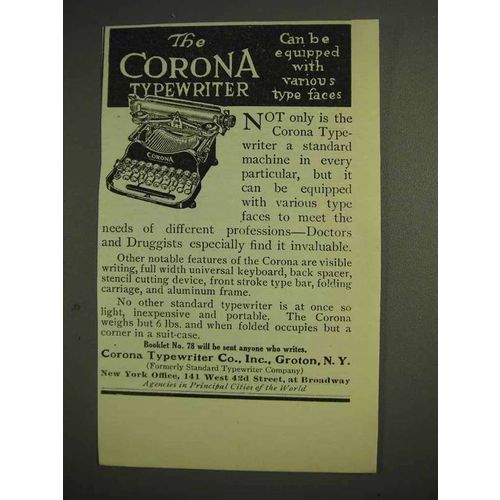 The
CORONA
TYPEWRITER
Can be
equipped
with
various
type faces
CORONA
NOT only is the
Corona Type-
writer a standard
machine in every
particular, but it
can be equipped
with various type
faces to meet the
needs of different professions—Doctors
and Druggists especially find it invaluable.
Other notable features of the Corona are visible
writing, full width universal keyboard, back spacer,
stencil cutting device, front stroke type bar, folding
carriage, and aluminum frame.
No other standard typewriter is at once so
light, inexpensive and portable. The Corona
weighs but 6 lbs. and when folded occupies but a
corner in a suit-case.
Booklet No. 78 will be sent anyone who writes.
Corona Typewriter Co., Inc., Groton, N. Y.
(Formerly Standard Typewriter Company)
New York Office, 141 West 42d Street, at Broadway
Agencies in Principal Cities of the World